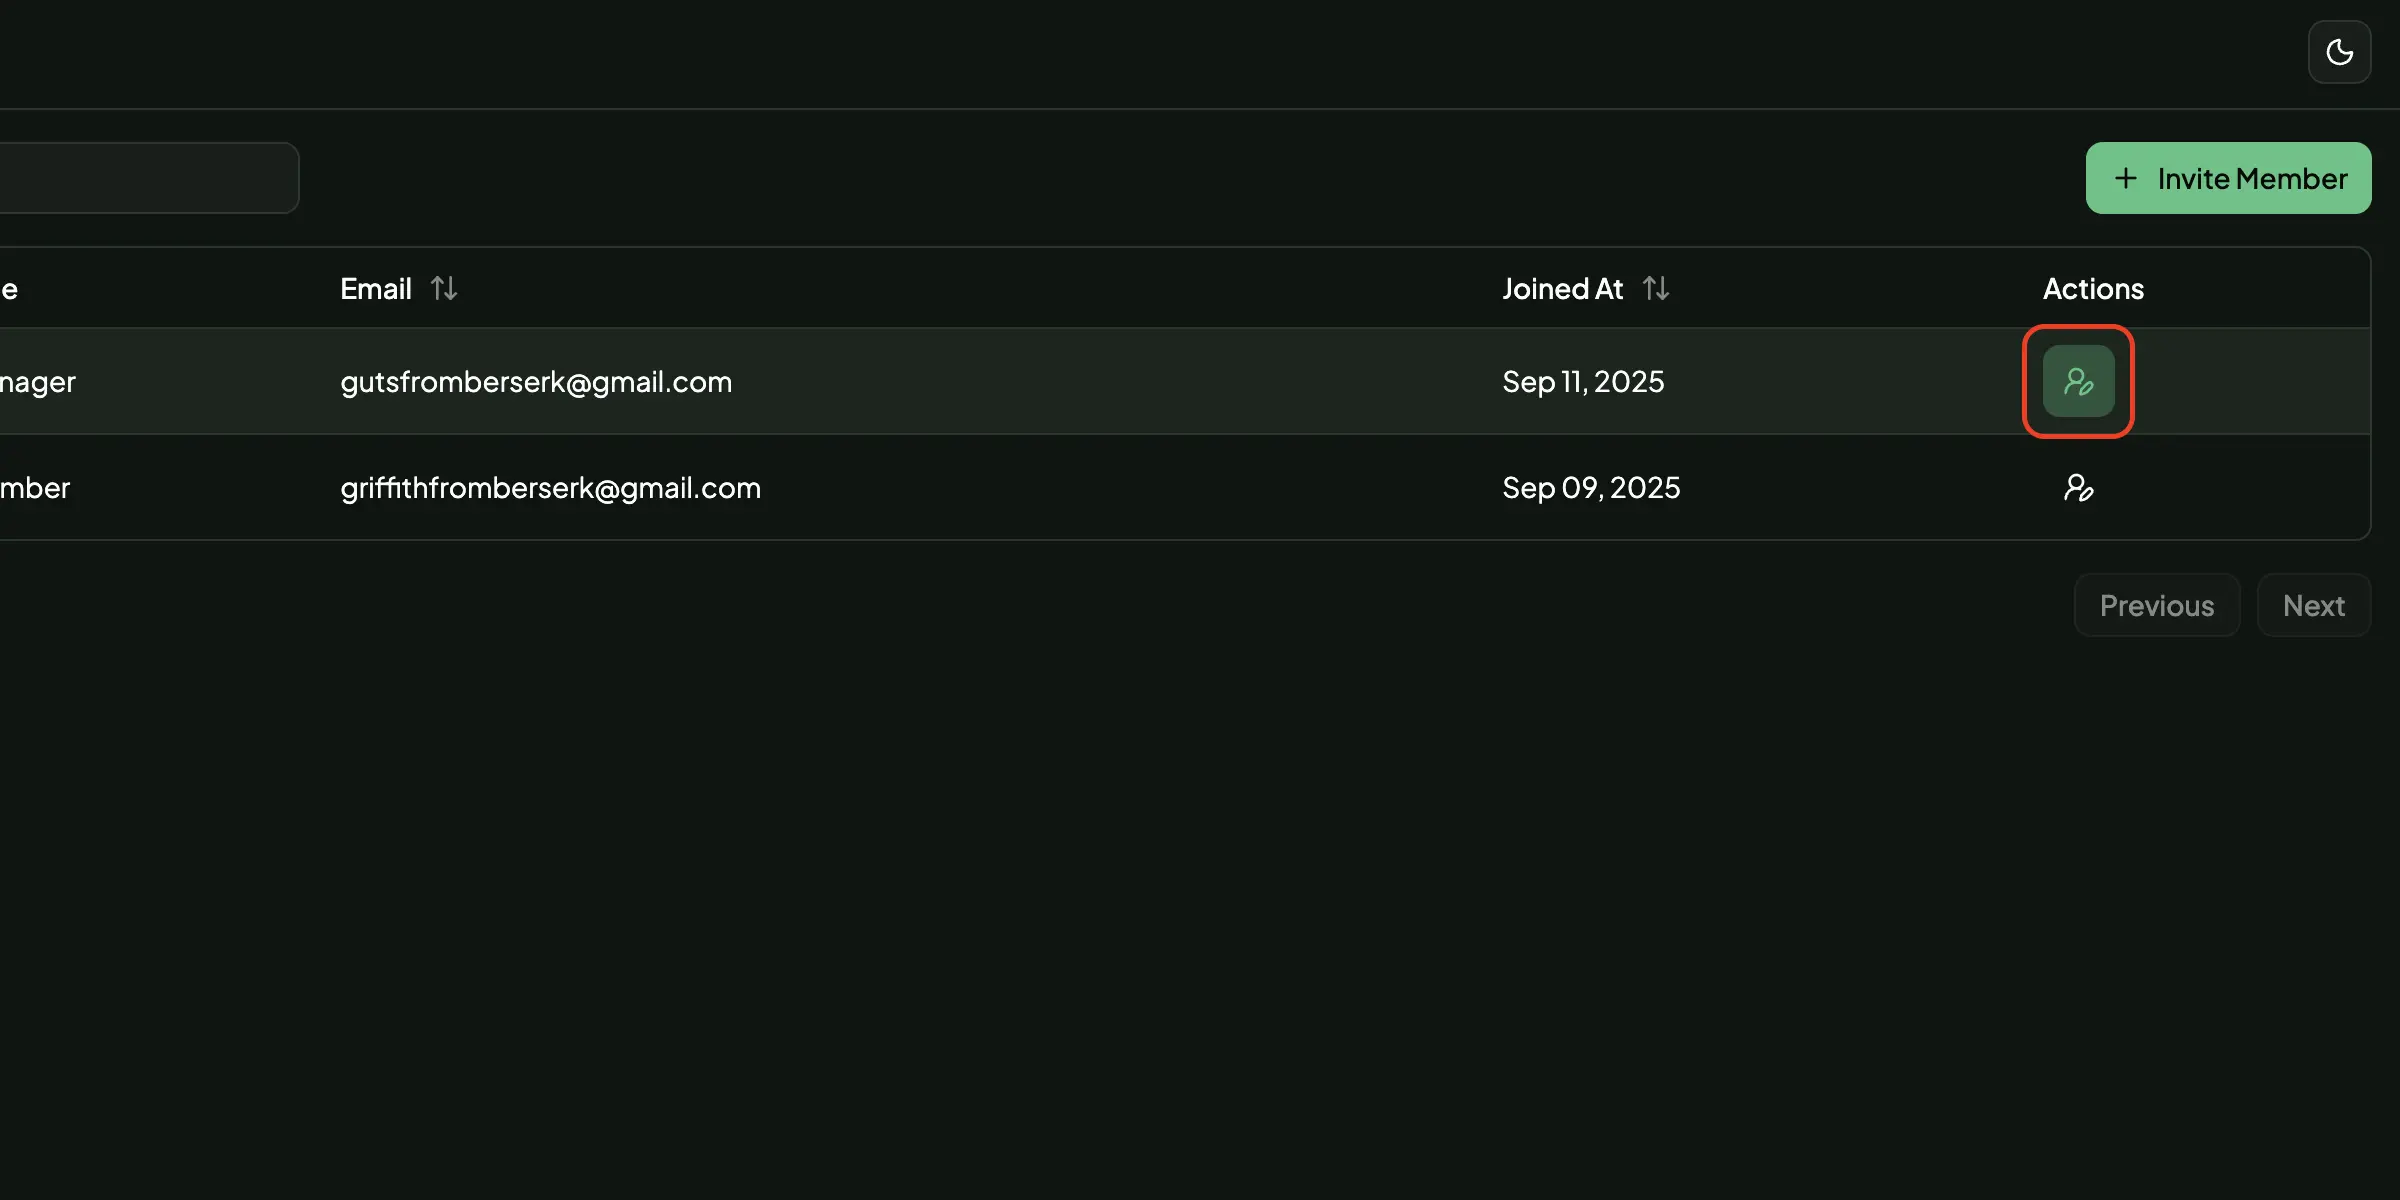 Invite Member
e Email Joined At Actions
nager gutsfromberserk@gmail.com Sep 11, 2025
mber griffithfromberserk@gmail.com Sep 09, 2025
Previous Next